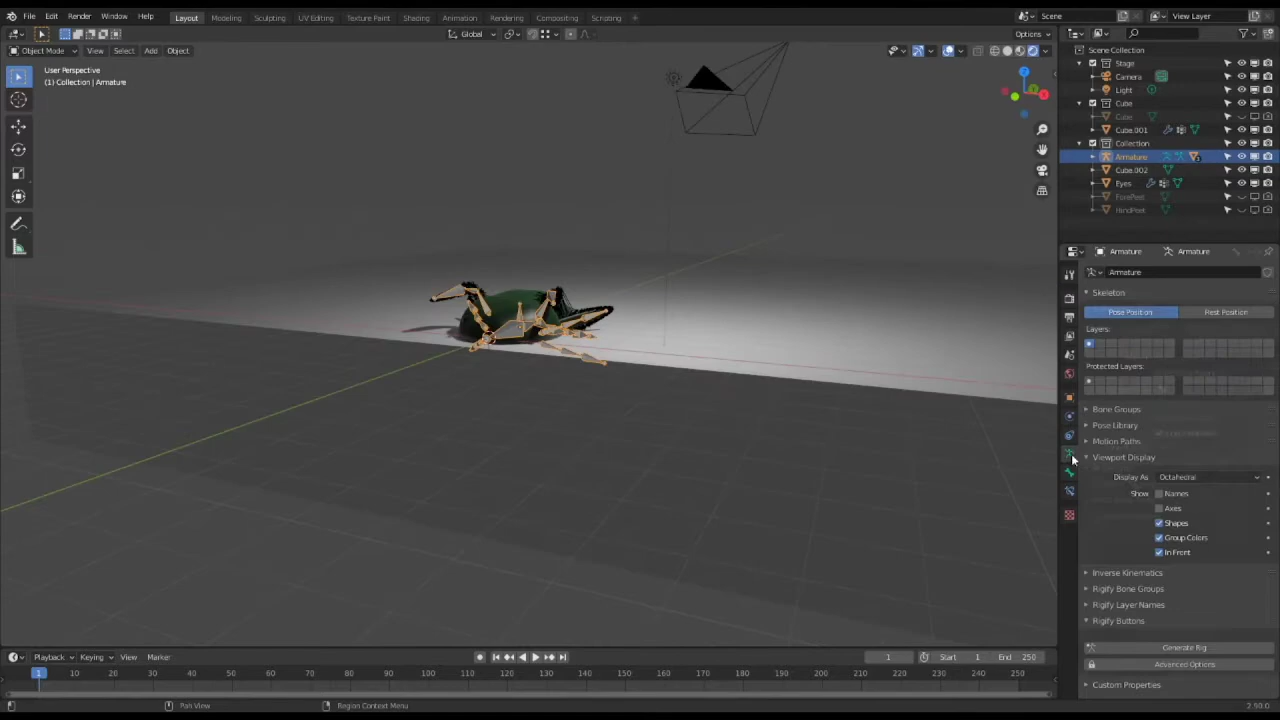 File Edit Render Window Help Layout Modeling Sculpting UV Editing Texture Paint Shading Animation Rendering Compositing Scripting + Scene View Layer
Global Options
Object Mode View Select Add Object
User Perspective
(1) Collection | Armature
Scene Collection
Stage
Camera
Light
Cube
Cube
Cube.001
Collection
Armature
Cube.002
Eyes
ForeFeet
HindFeet
Armature Armature
Armature
Skeleton
Pose Position Rest Position
Layers:
Protected Layers:
Bone Groups
Pose Library
Motion Paths
Viewport Display
Display As Octahedral
Show Names
Axes
Shapes
Group Colors
In Front
Inverse Kinematics
Rigify Bone Groups
Rigify Layer Names
Rigify Buttons
Generate Rig
Advanced Options
Custom Properties
Playback Keying View Marker 1 Start 1 End 250
1 10 20 30 40 50 60 70 80 90 100 110 120 130 140 150 160 170 180 190 200 210 220 230 240 250
Pan View Region Context Menu 2.90.0